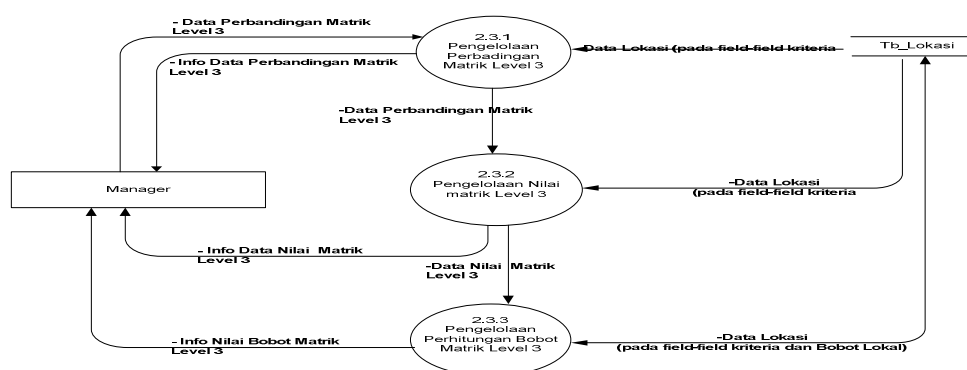 - Data Perbandingan Matrik
Level 3
- Info Data Perbandingan Matrik
Level 3
2.3.1
Pengelolaan
Perbadingan
Matrik Level 3
Data Lokasi (pada field-field kriteria
Tb_Lokasi
-Data Perbandingan Matrik
Level 3
Manager
2.3.2
Pengelolaan Nilai
matrik Level 3
-Data Lokasi
(pada field-field kriteria
- Info Data Nilai Matrik
Level 3
-Data Nilai Matrik
Level 3
- Info Nilai Bobot Matrik
Level 3
2.3.3
Pengelolaan
Perhitungan Bobot
Matrik Level 3
-Data Lokasi
(pada field-field kriteria dan Bobot Lokal)